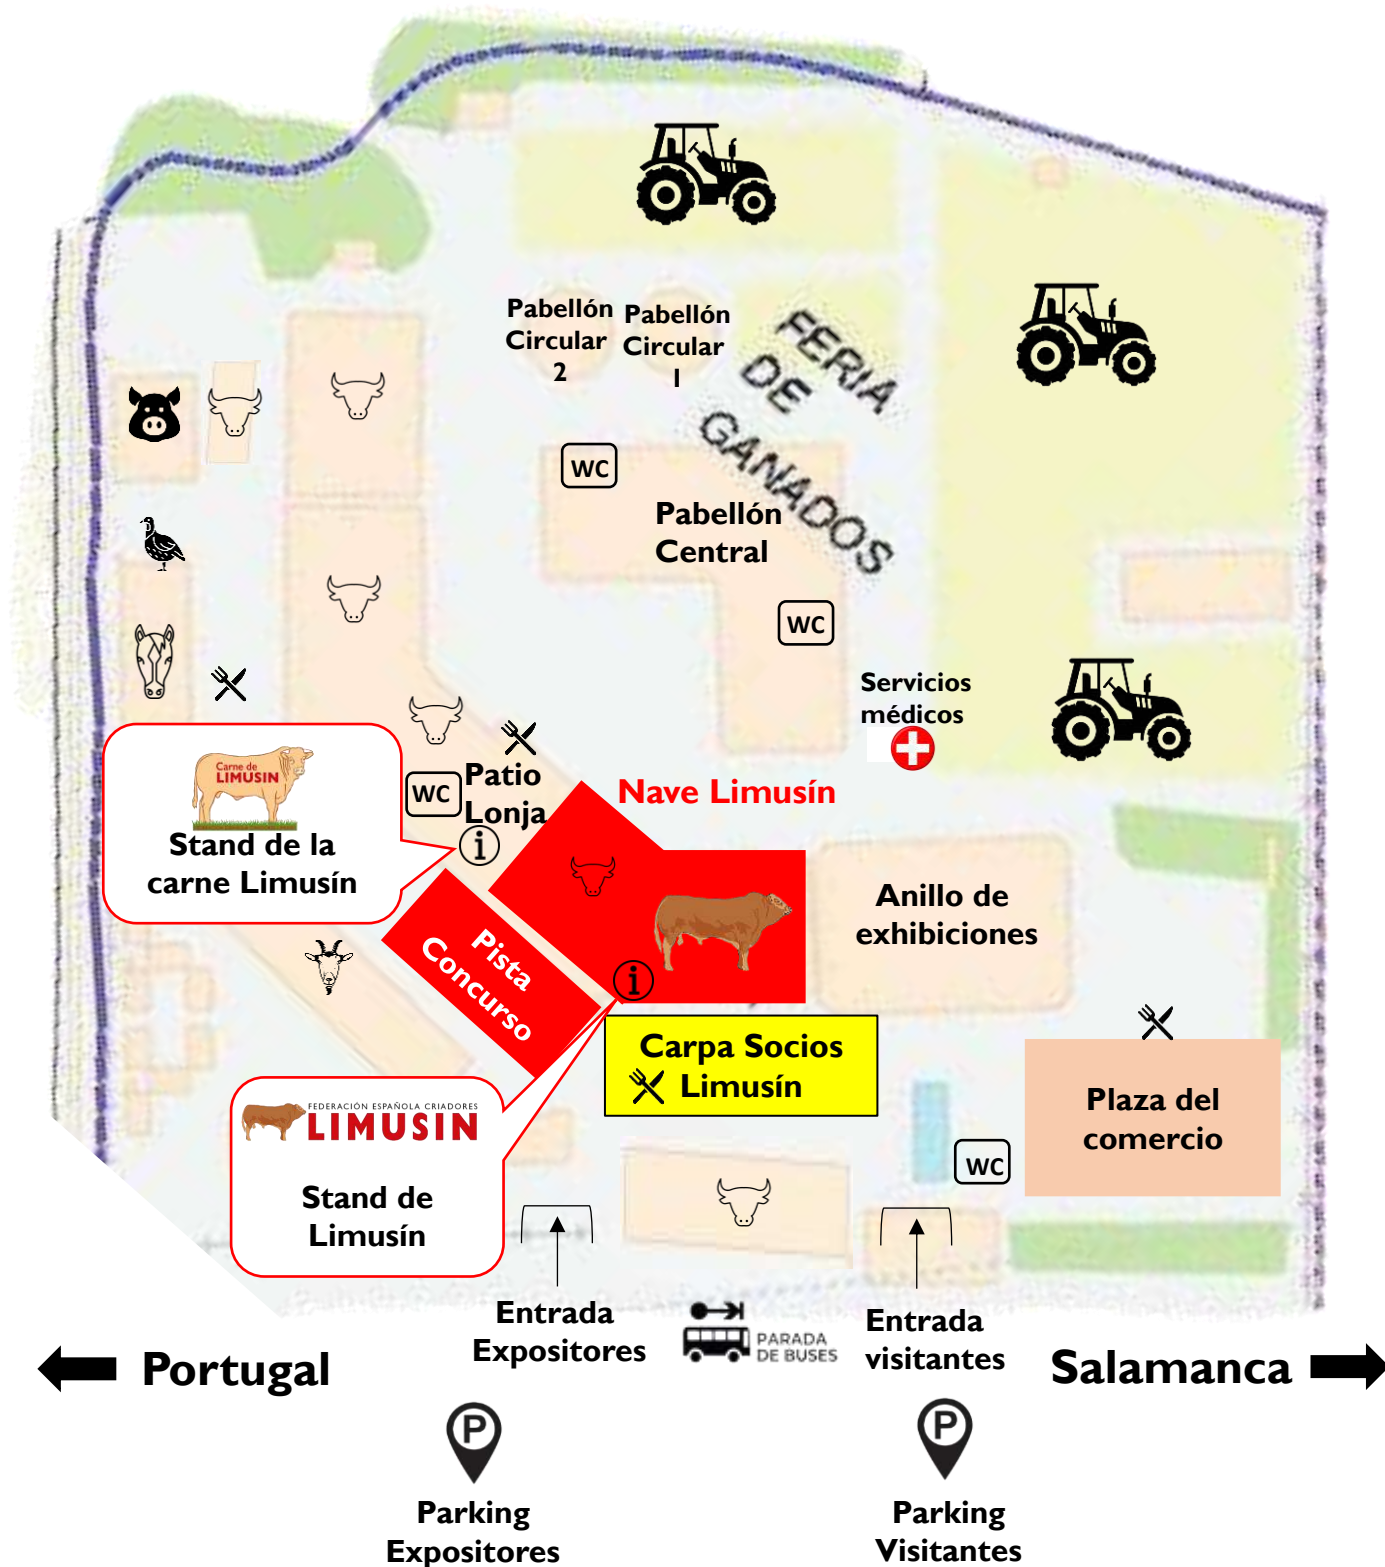 Pabellón
Circular
2
Pabellón
Circular
1
FERIA
DE
GANADOS
WC
Pabellón
Central
WC
Servicios
médicos
Carne de
LIMUSIN
Stand de la
carne Limusín
WC
Patio
Lonja
i
Nave Limusín
Anillo de
exhibiciones
Pista
Concurso
i
Carpa Socios
Limusín
FEDERACIÓN ESPAÑOLA CRIADORES
LIMUSIN
Stand de
Limusín
Plaza del
comercio
WC
Entrada
Expositores
PARADA
DE BUSES
Entrada
visitantes
Portugal
Salamanca
P
Parking
Expositores
P
Parking
Visitantes